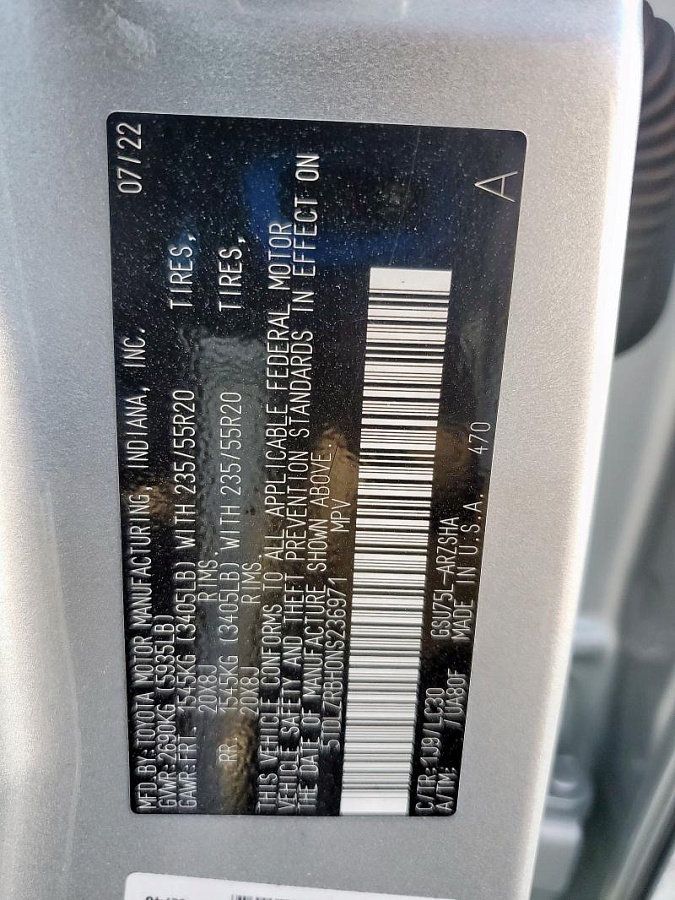 MFD. BY: TOYOTA MOTOR MANUFACTURING, INDIANA, INC. 07/22
GVWR: 2690KG (5935LB)
GAWR: FRT. 1545KG (3405LB) WITH 235/55R20 TIRES,
20X8J RIMS,
RR. 1545KG (3405LB) WITH 235/55R20 TIRES,
20X8J RIMS.
THIS VEHICLE CONFORMS TO ALL APPLICABLE FEDERAL MOTOR
VEHICLE SAFETY AND THEFT PREVENTION STANDARDS IN EFFECT ON
THE DATE OF MANUFACTURE SHOWN ABOVE.
5TDLZRBH0NS236971 MPV
C/TR: 1J9/LC30 GSU75L-ARZSHA A
A/TM: /UA80F MADE IN U.S.A. 470